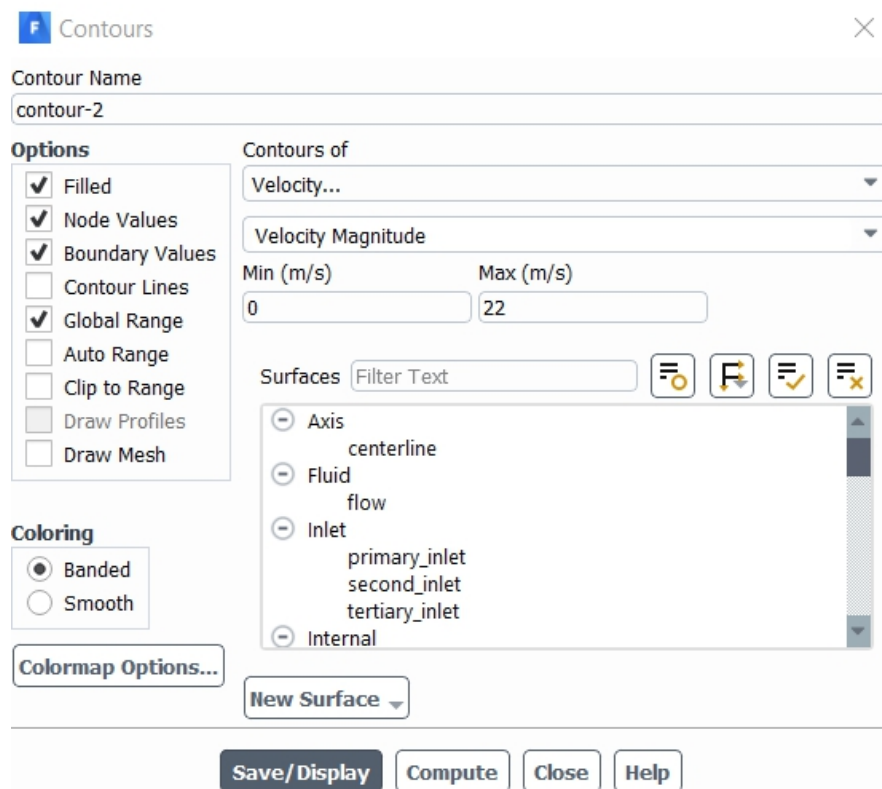 F Contours
Contour Name
contour-2
Options
Filled
Node Values
Boundary Values
Contour Lines
Global Range
Auto Range
Clip to Range
Draw Profiles
Draw Mesh
Coloring
Banded
Smooth
Colormap Options...
Contours of
Velocity...
Velocity Magnitude
Min (m/s) Max (m/s)
0 22
Surfaces Filter Text
Axis
centerline
Fluid
flow
Inlet
primary_inlet
second_inlet
tertiary_inlet
Internal
New Surface
Save/Display Compute Close Help